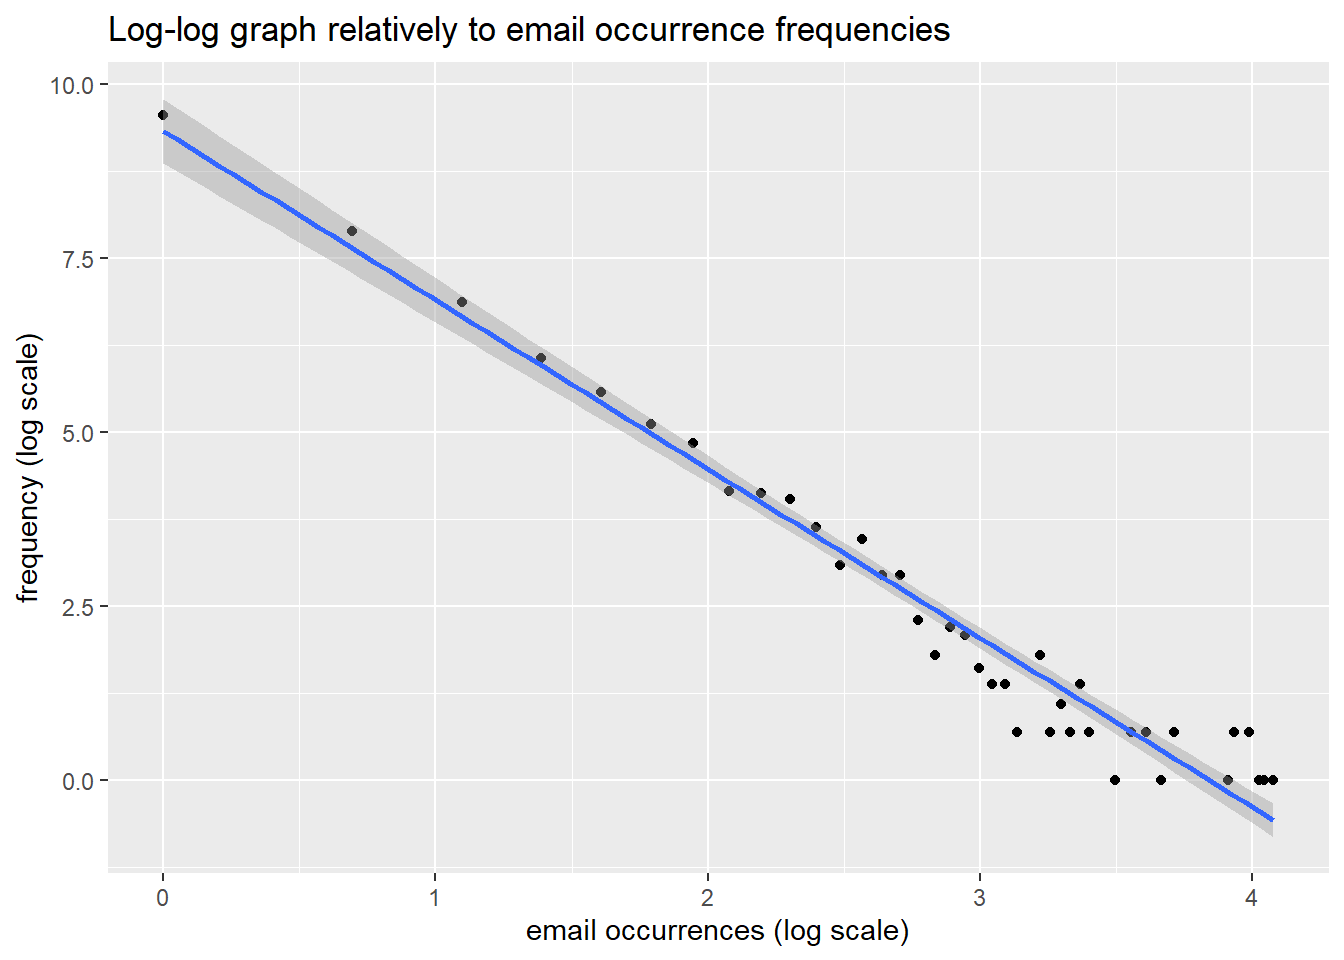 Log-log graph relatively to email occurrence frequencies
10.0
7.5
5.0
2.5
0.0
frequency (log scale)
0 1 2 3 4
email occurrences (log scale)